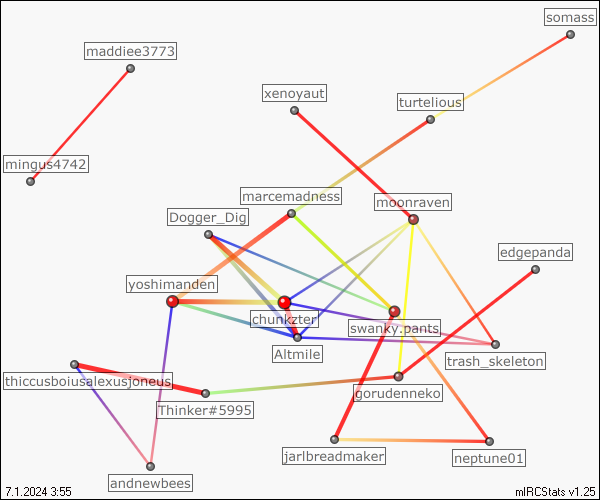 somass
maddiee3773
xenoyaut
turtelious
mingus4742
marcemadness
moonraven
Dogger_Dig
edgepanda
yoshimanden
chunkzter
swanky.pants
Altmile
trash_skeleton
thiccusboiusalexusjoneus
gorudenneko
Thinker#5995
jarlbreadmaker
neptune01
andnewbees
7.1.2024 3:55
mIRCStats v1.25